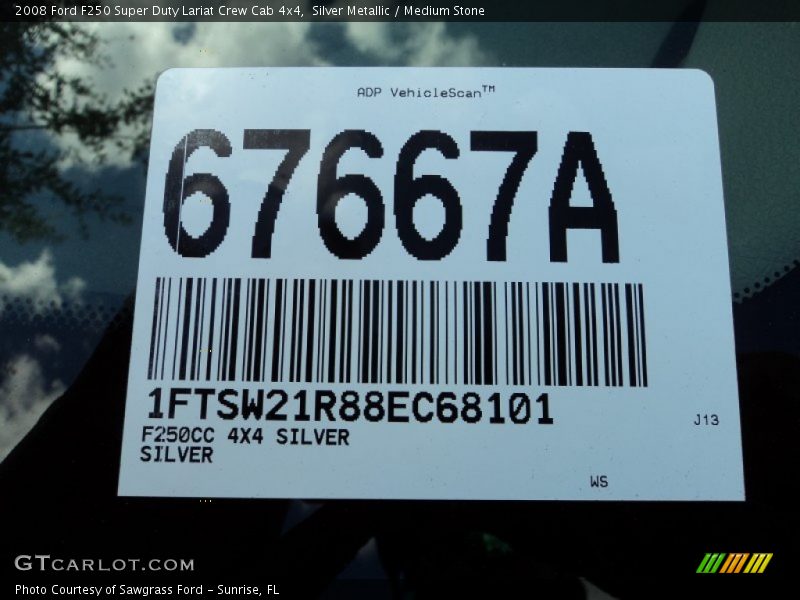 2008 Ford F250 Super Duty Lariat Crew Cab 4x4,  Silver Metallic / Medium Stone
ADP VehicleScan™
67667A
1FTSW21R88EC68101
F250CC 4X4 SILVER
J13
SILVER
WS
GTCARLOT.COM
Photo Courtesy of Sawgrass Ford - Sunrise, FL